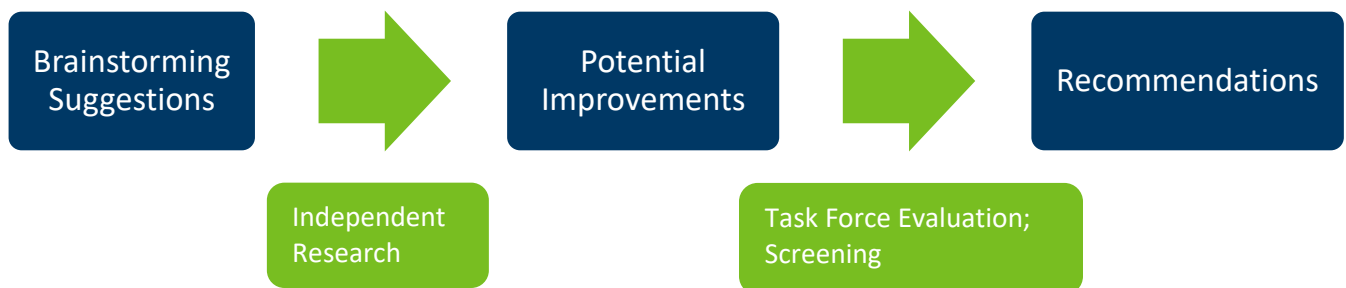 Brainstorming
Suggestions
Potential
Improvements
Recommendations
Independent
Research
Task Force Evaluation;
Screening